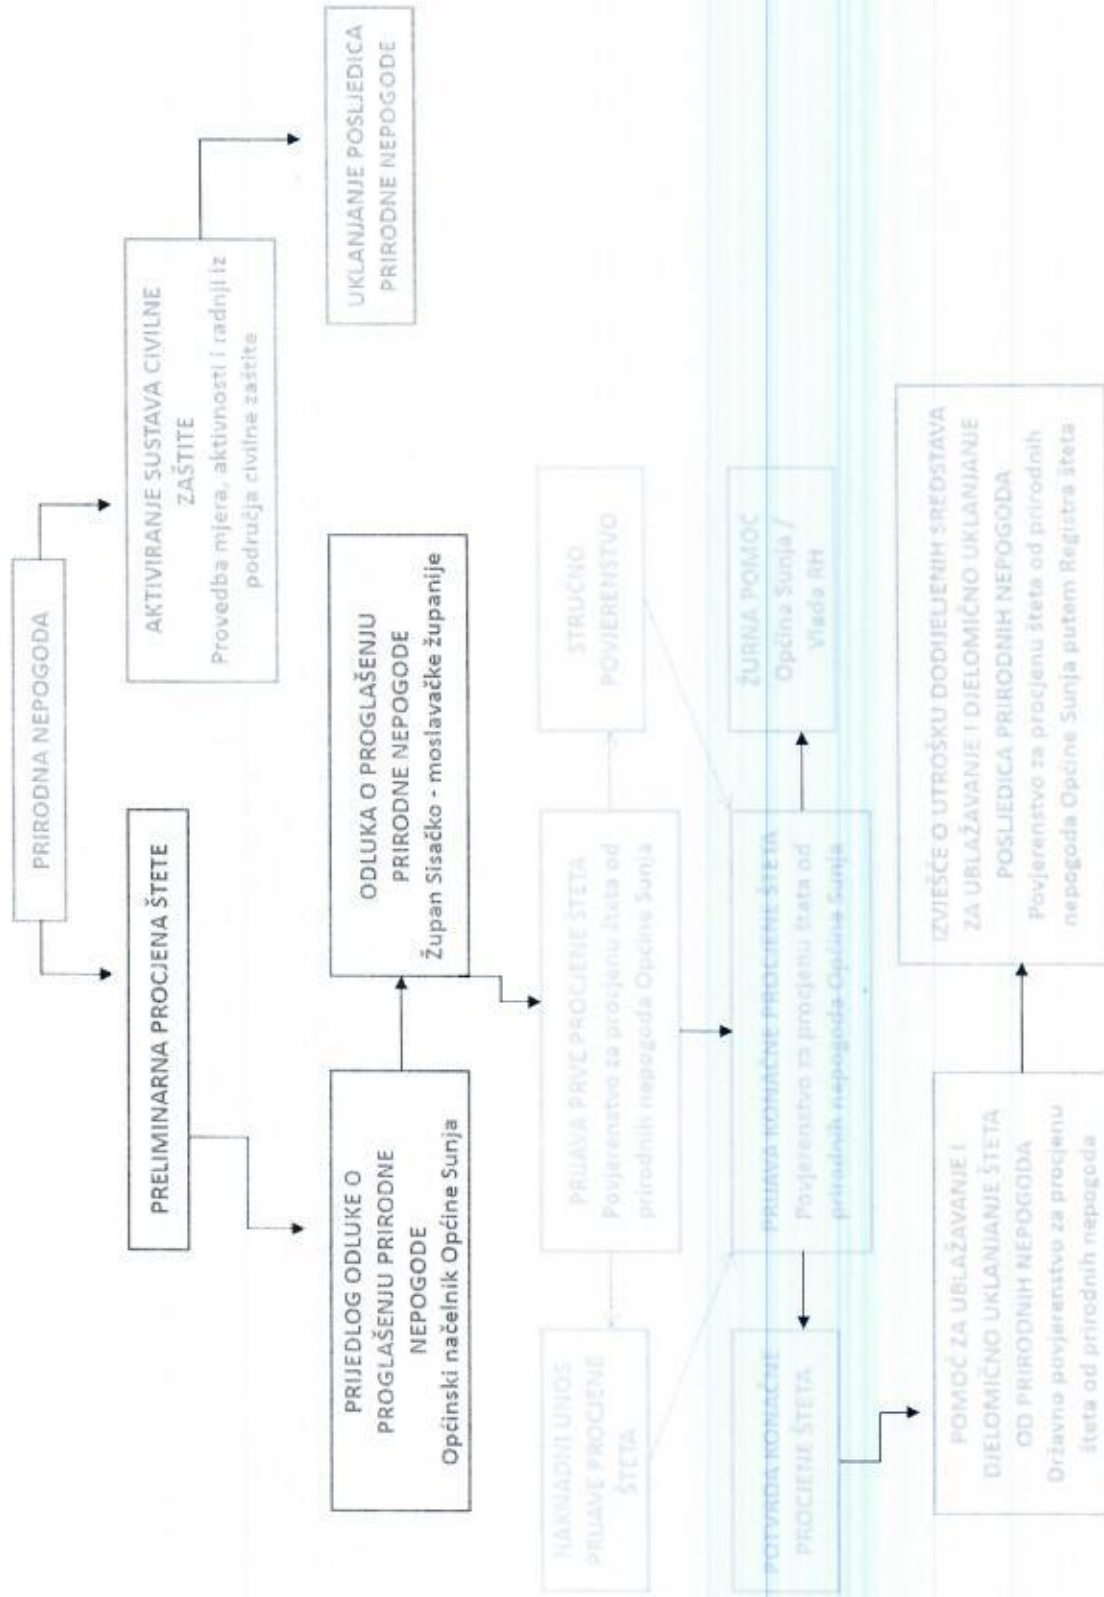 PRIRODNA NEPOGODA
PRELIMINARNA PROCJENA ŠTETE
AKTIVIRANJE SUSTAVA CIVILNE
ZAŠTITE
Provedba mjera, aktivnosti i radnji iz
područja civilne zaštite
PRIJEDLOG ODLUKE O
PROGLAŠENJU PRIRODNE
NEPOGODE
Općinski načelnik Općine Sunja
ODLUKA O PROGLAŠENJU
PRIRODNE NEPOGODE
Župan Sisačko - moslavačke županije
UKLANJANJE POSLJEDICA
PRIRODNE NEPOGODE
NAKNADNI UNOS
PRIJAVE PROCJENE
ŠTETA
PRIJAVA PRVE PROCJENE ŠTETA
Povjerenstvo za procjenu šteta od
prirodnih nepogoda Općine Sunja
STRUČNO
POVJERENSTVO
POTVRDA KONAČNE
PROCJENE ŠTETA
PRIJAVA KONAČNE PROCJENE ŠTETA
Povjerenstvo za procjenu šteta od
prirodnih nepogoda Općine Sunja
ŽURNA POMOĆ
Općina Sunja /
Vlada RH
POMOĆ ZA UBLAŽAVANJE I
DJELOMIČNO UKLANJANJE ŠTETA
OD PRIRODNIH NEPOGODA
Državno povjerenstvo za procjenu
šteta od prirodnih nepogoda
IZVJEŠĆE O UTROŠKU DODIJELJENIH SREDSTAVA
ZA UBLAŽAVANJE I DJELOMIČNO UKLANJANJE
POSLJEDICA PRIRODNIH NEPOGODA
Povjerenstvo za procjenu šteta od prirodnih
nepogoda Općine Sunja putem Registra šteta